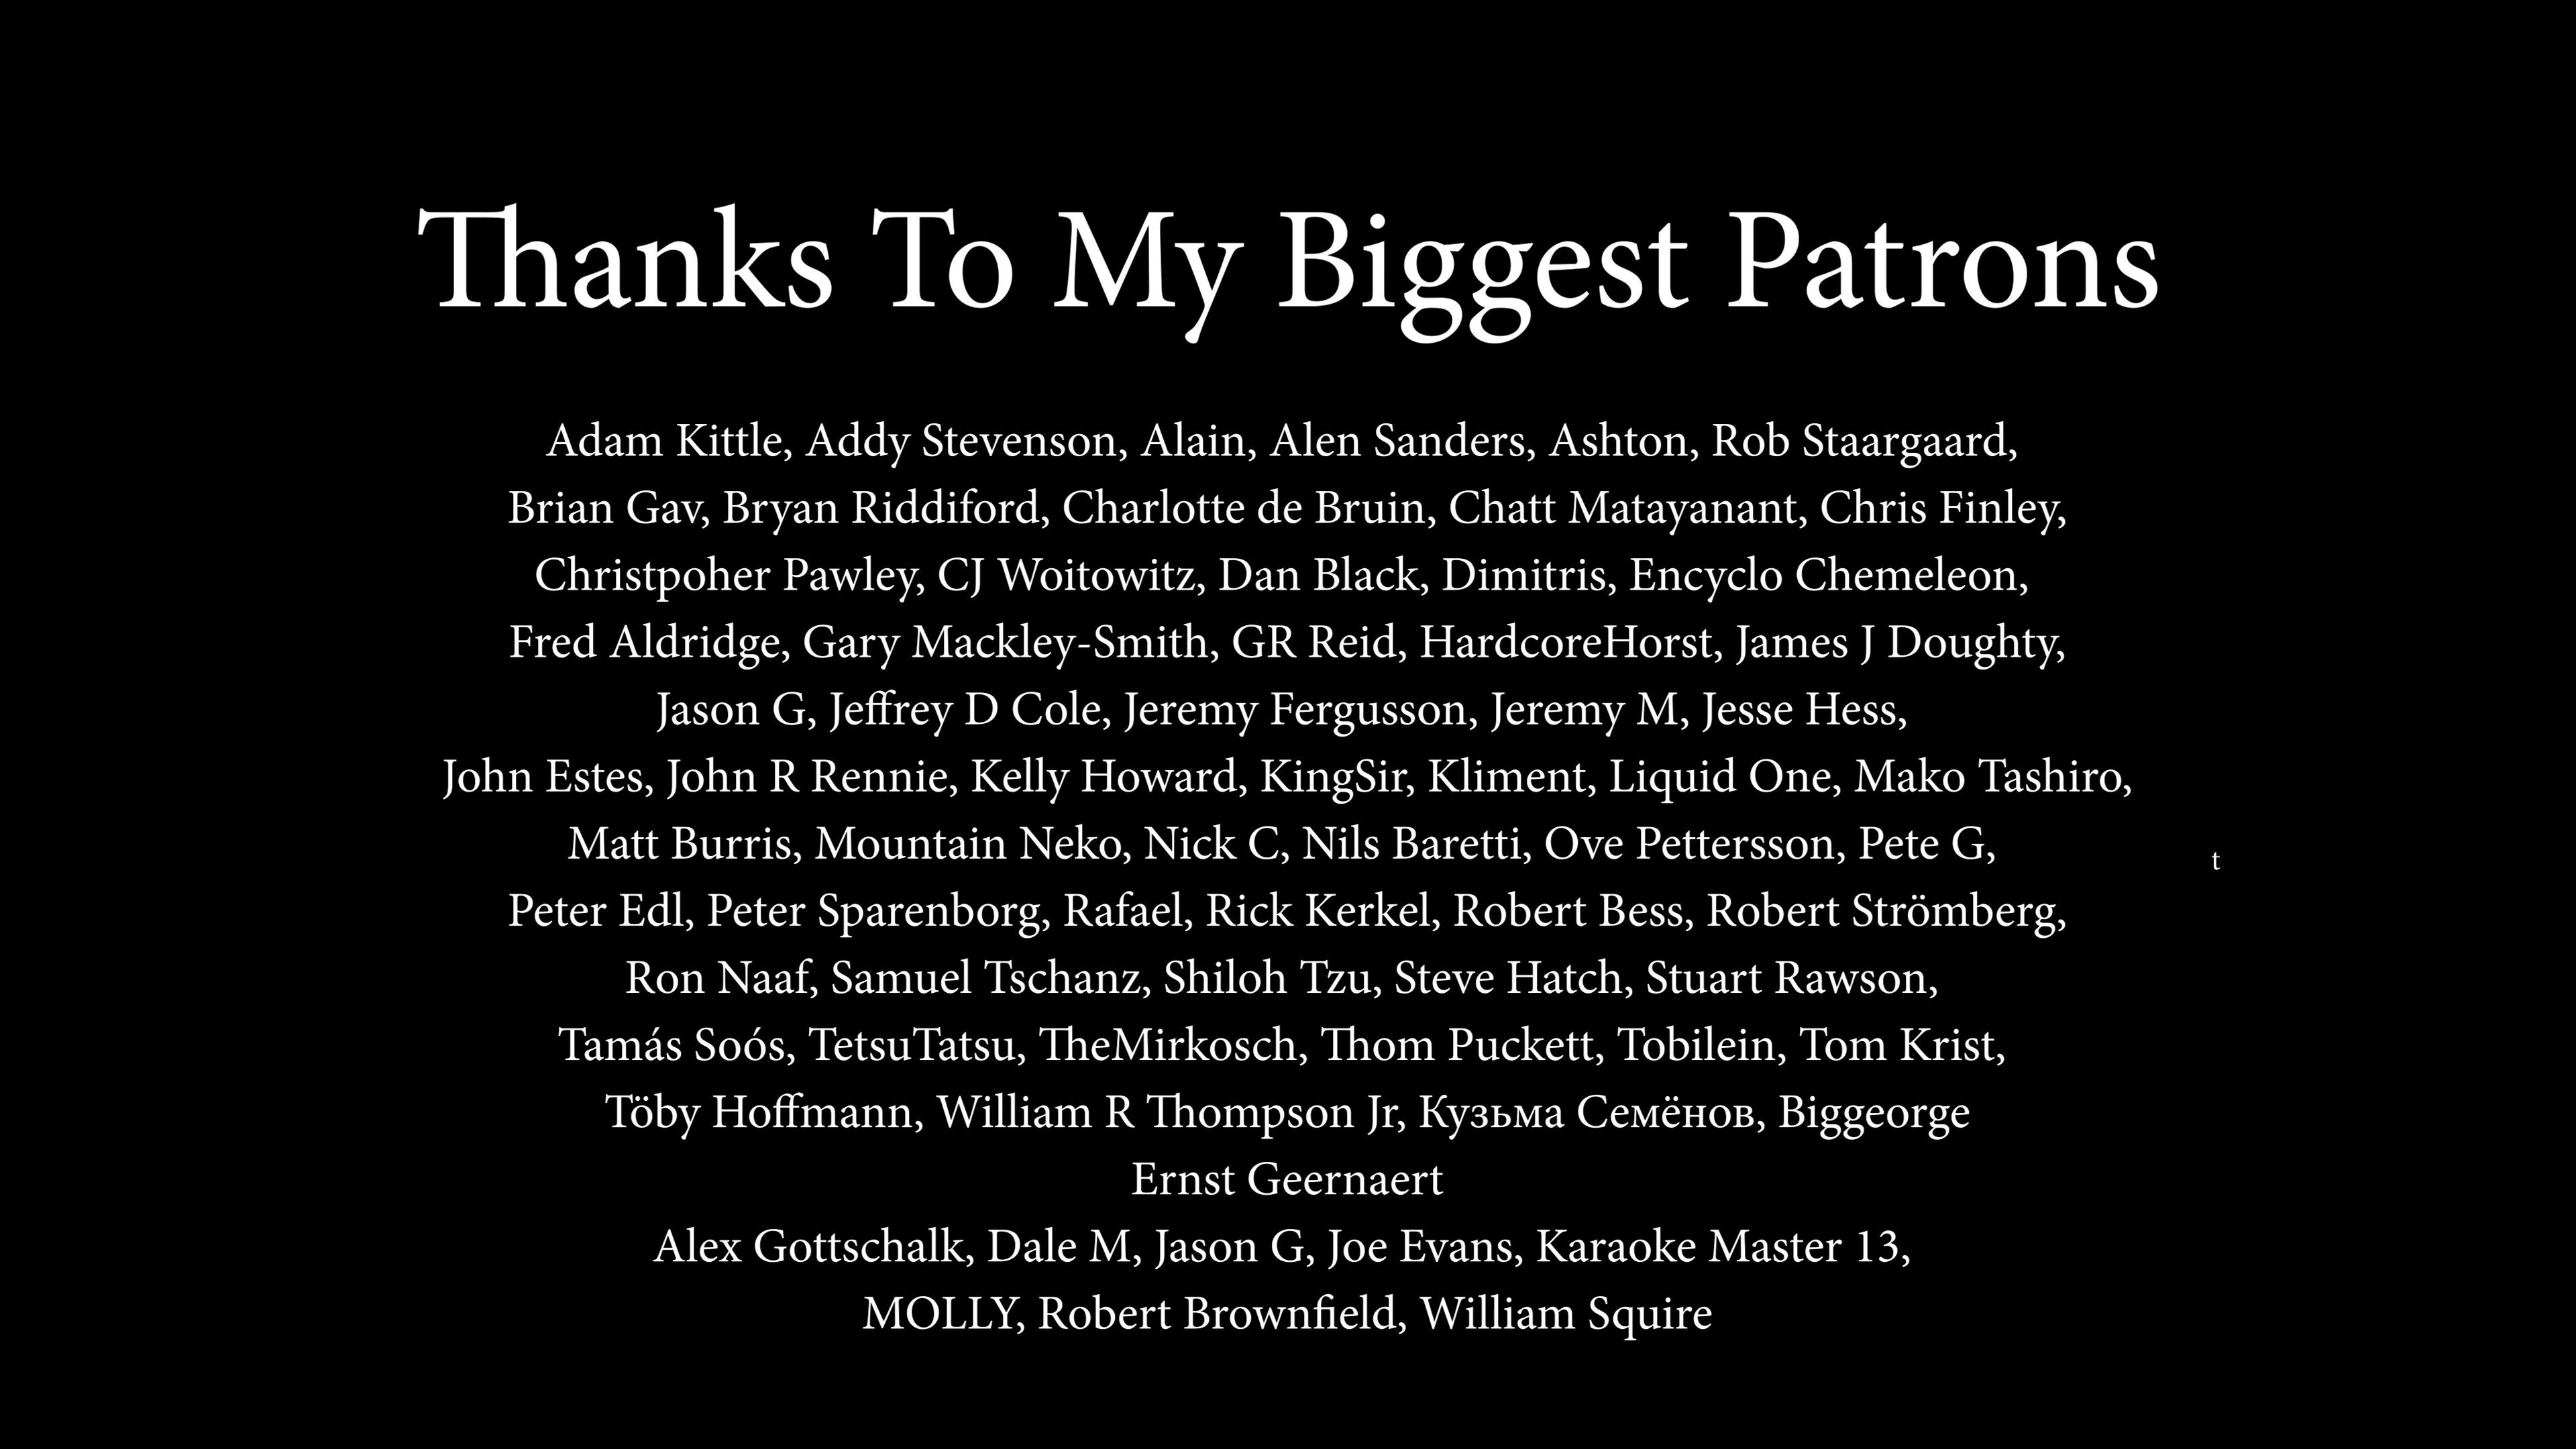 Thanks To My Biggest Patrons
Adam Kittle, Addy Stevenson, Alain, Alen Sanders, Ashton, Rob Staargaard,
Brian Gav, Bryan Riddiford, Charlotte de Bruin, Chatt Matayanant, Chris Finley,
Christpoher Pawley, CJ Woitowitz, Dan Black, Dimitris, Encyclo Chemeleon,
Fred Aldridge, Gary Mackley-Smith, GR Reid, HardcoreHorst, James J Doughty,
Jason G, Jeffrey D Cole, Jeremy Fergusson, Jeremy M, Jesse Hess,
John Estes, John R Rennie, Kelly Howard, KingSir, Kliment, Liquid One, Mako Tashiro,
Matt Burris, Mountain Neko, Nick C, Nils Baretti, Ove Pettersson, Pete G,
t
Peter Edl, Peter Sparenborg, Rafael, Rick Kerkel, Robert Bess, Robert Strömberg,
Ron Naaf, Samuel Tschanz, Shiloh Tzu, Steve Hatch, Stuart Rawson,
Tamás Soós, TetsuTatsu, TheMirkosch, Thom Puckett, Tobilein, Tom Krist,
Töby Hoffmann, William R Thompson Jr, Кузьма Семёнов, Biggeorge
Ernst Geernaert
Alex Gottschalk, Dale M, Jason G, Joe Evans, Karaoke Master 13,
MOLLY, Robert Brownfield, William Squire